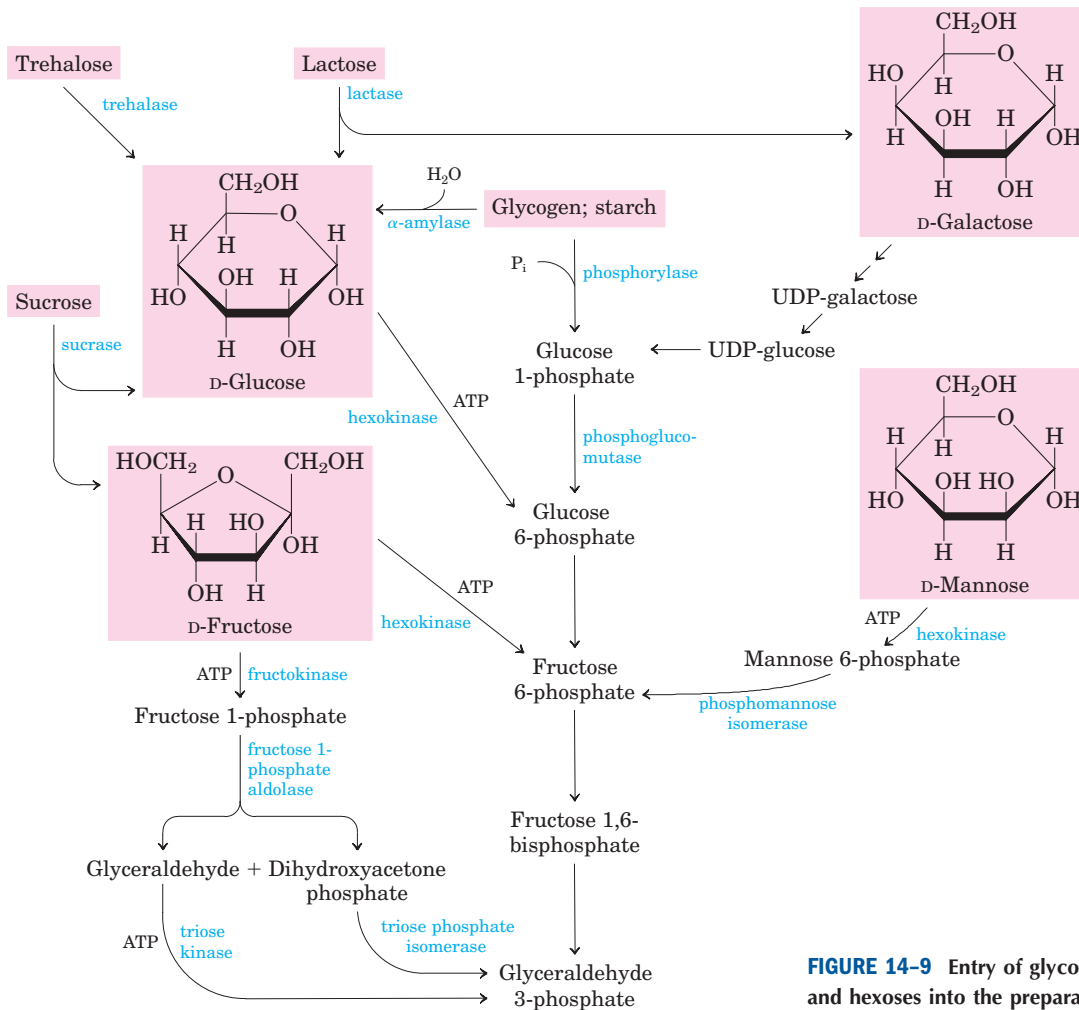 Trehalose
trehalase
Lactose
lactase
CH₂OH
O
HO
H
H
OH
H
H
OH
H
OH
D-Galactose
CH₂OH
O
H
H
H
OH
H
HO
OH
H
OH
D-Glucose
H₂O
α-amylase
Glycogen; starch
Pᵢ
phosphorylase
UDP-galactose
UDP-glucose
Glucose
1-phosphate
Sucrose
sucrase
hexokinase
ATP
phosphogluco-
mutase
CH₂OH
O
H
H
H
OH HO
HO
OH
H
H
D-Mannose
HOCH₂
O
CH₂OH
H
HO
H
OH
OH
H
D-Fructose
Glucose
6-phosphate
ATP
hexokinase
ATP
hexokinase
Mannose 6-phosphate
phosphomannose
isomerase
Fructose
6-phosphate
ATP
fructokinase
Fructose 1-phosphate
fructose 1-
phosphate
aldolase
Fructose 1,6-
bisphosphate
Glyceraldehyde + Dihydroxyacetone
phosphate
ATP
triose
kinase
triose phosphate
isomerase
Glyceraldehyde
3-phosphate
FIGURE 14–9 Entry of glyco
and hexoses into the prepara